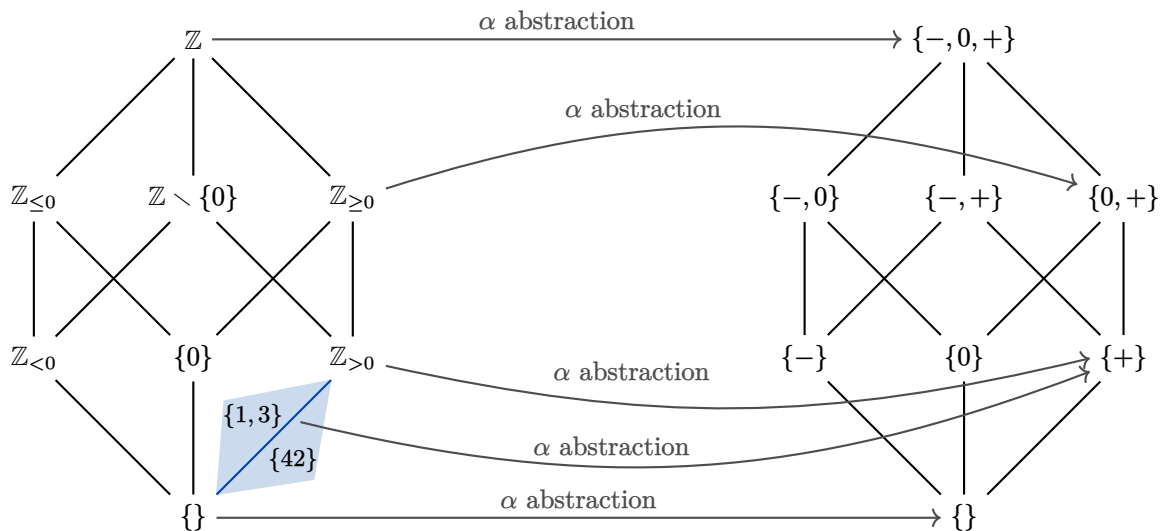 α abstraction
ℤ {−, 0, +}
α abstraction
ℤ≤0 ℤ ∖ {0} ℤ≥0 {−, 0} {−, +} {0, +}
ℤ<0 {0} ℤ>0 {−} {0} {+}
α abstraction
{1, 3}
α abstraction
{42}
α abstraction
{} {}